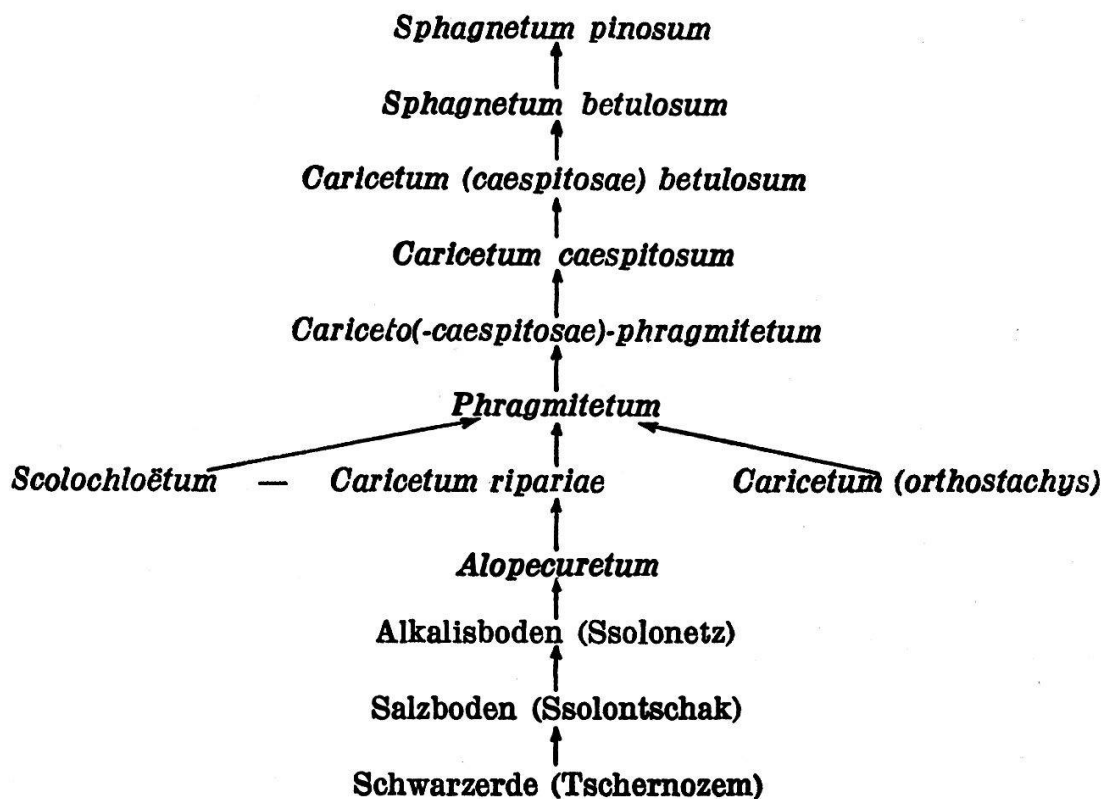 Sphagnetum pinosum
Sphagnetum betulosum
Caricetum (caespitosae) betulosum
Caricetum caespitosum
Cariceto(-caespitosae)-phragmitetum
Phragmitetum
Scolochloëtum — Caricetum ripariae Caricetum (orthostachys)
Alopecuretum
Alkalisboden (Ssolonetz)
Salzboden (Ssolontschak)
Schwarzerde (Tschernozem)